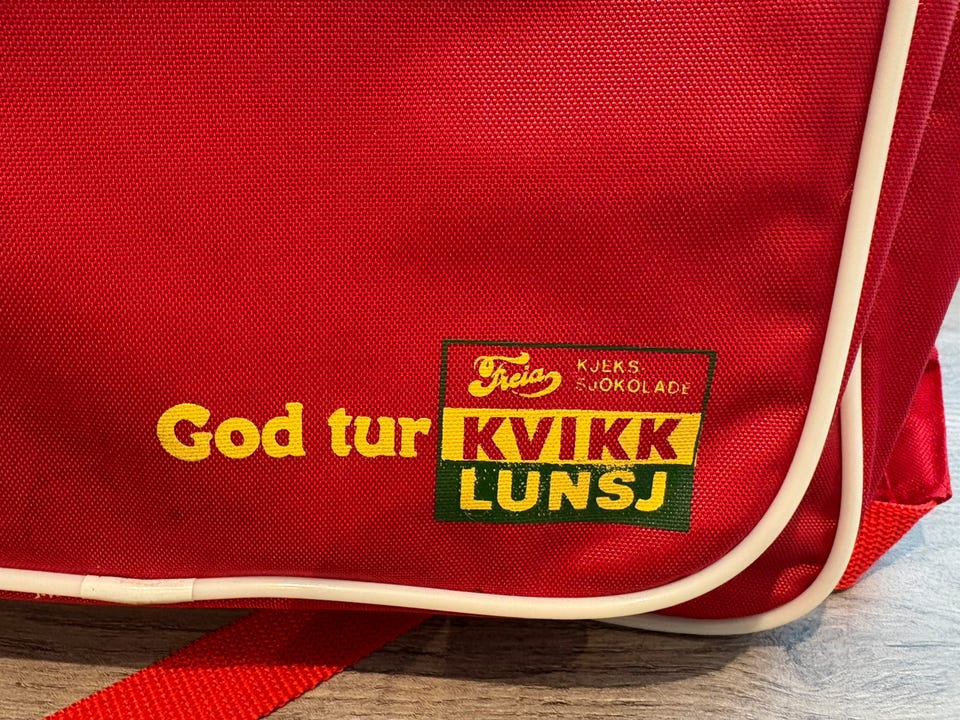 Freia KJEKS
SJOKOLADE
God tur KVIKK
LUNSJ